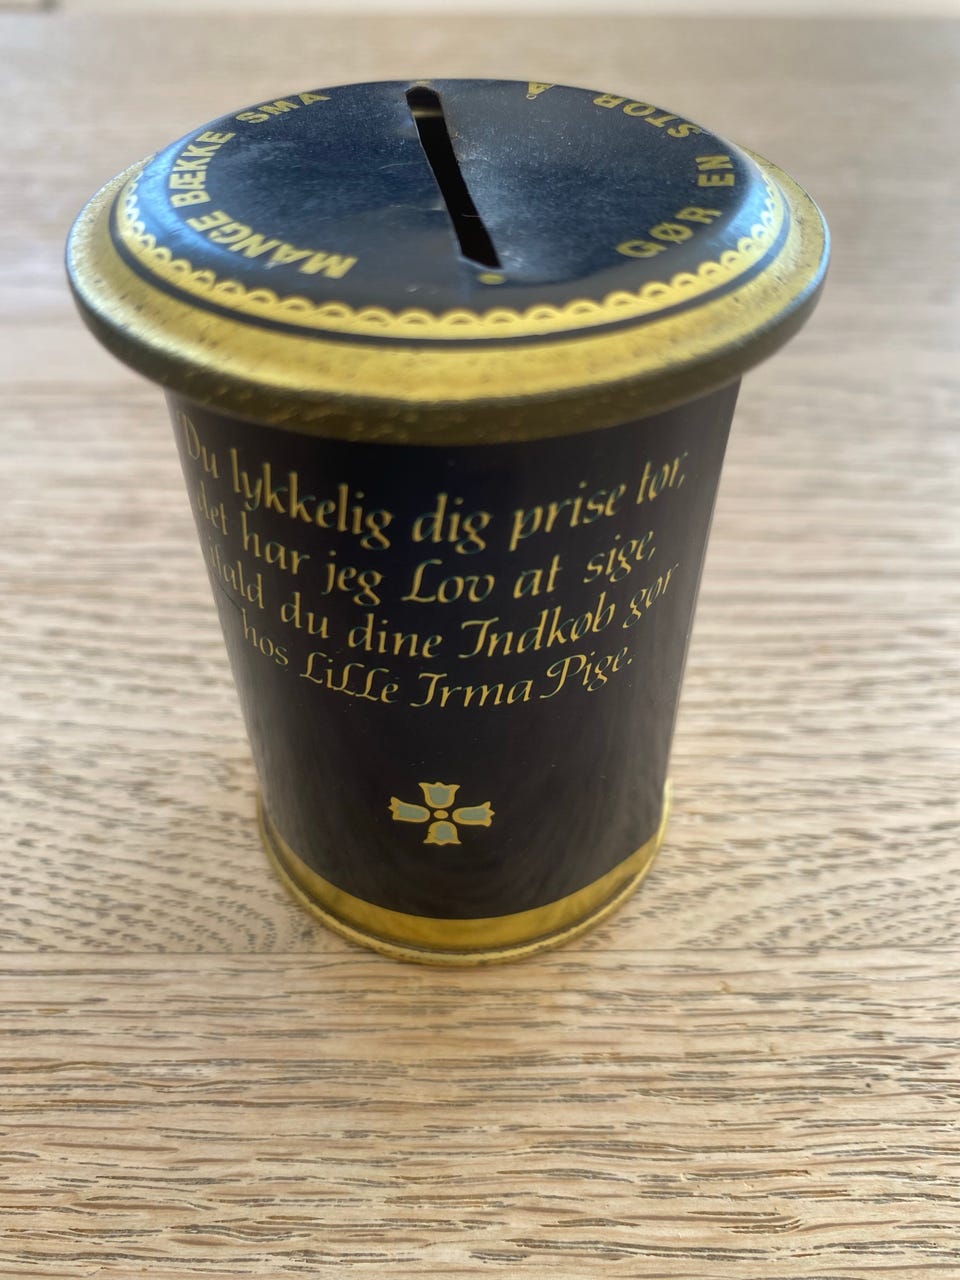 MANGE BÆKKE SMÅ
GØR EN STOR Å
Du lykkelig dig prise tør,
det har jeg Lov at sige,
ifald du dine Indkøb gør
hos Lille Irma Pige.